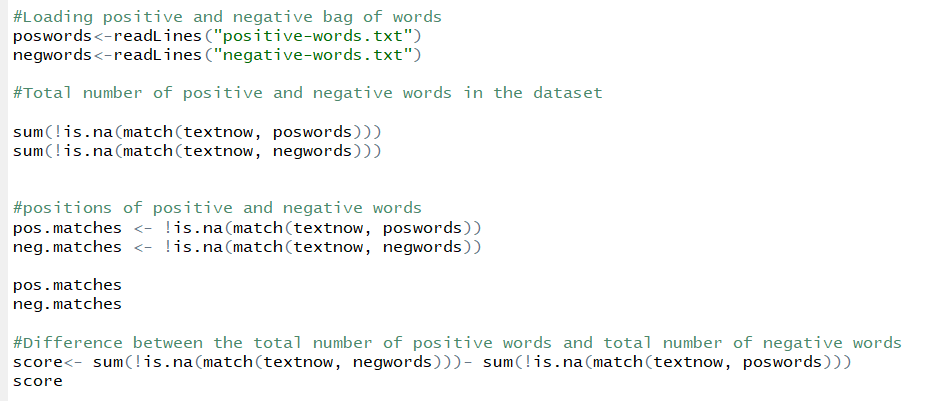 #Loading positive and negative bag of words
poswords<-readLines("positive-words.txt")
negwords<-readLines("negative-words.txt")
#Total number of positive and negative words in the dataset
sum(!is.na(match(textnow, poswords)))
sum(!is.na(match(textnow, negwords)))
#positions of positive and negative words
pos.matches <- !is.na(match(textnow, poswords))
neg.matches <- !is.na(match(textnow, negwords))
pos.matches
neg.matches
#Difference between the total number of positive words and total number of negative words
score<- sum(!is.na(match(textnow, negwords)))- sum(!is.na(match(textnow, poswords)))
score